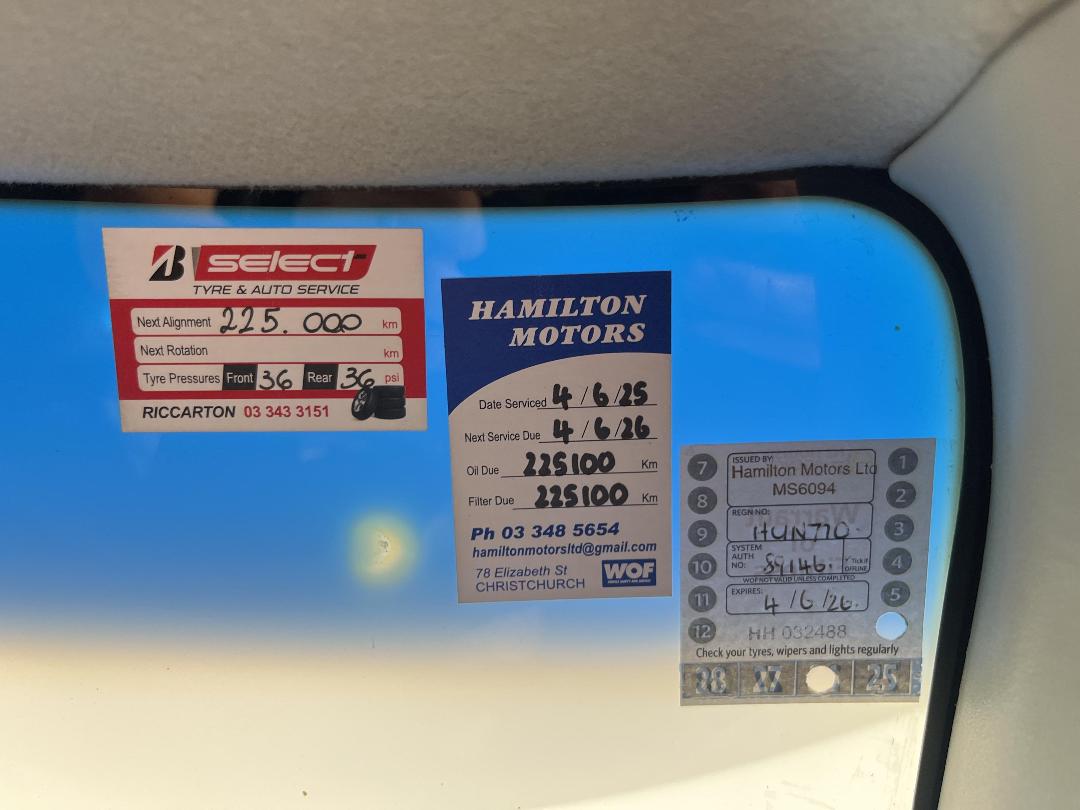 B select
TYRE & AUTO SERVICE
Next Alignment 225.000 km
Next Rotation km
Tyre Pressures Front 36 Rear 36 psi
RICCARTON 03 343 3151
HAMILTON
MOTORS
Date Serviced 4/6/25
Next Service Due 4/6/26
Oil Due 225100 Km
Filter Due 225100 Km
Ph 03 348 5654
hamiltonmotorsltd@gmail.com
78 Elizabeth St
CHRISTCHURCH
WOF
7
8
9
10
11
12
ISSUED BY:
Hamilton Motors Ltd
MS6094
REGN NO:
HUN770
SYSTEM
AUTH
NO: 89146.
✓ Tick if
OFFLINE
WOF NOT VALID UNLESS COMPLETED
EXPIRES:
4/6/26.
HH 032488
1
2
3
4
5
Check your tyres, wipers and lights regularly
28 27 25